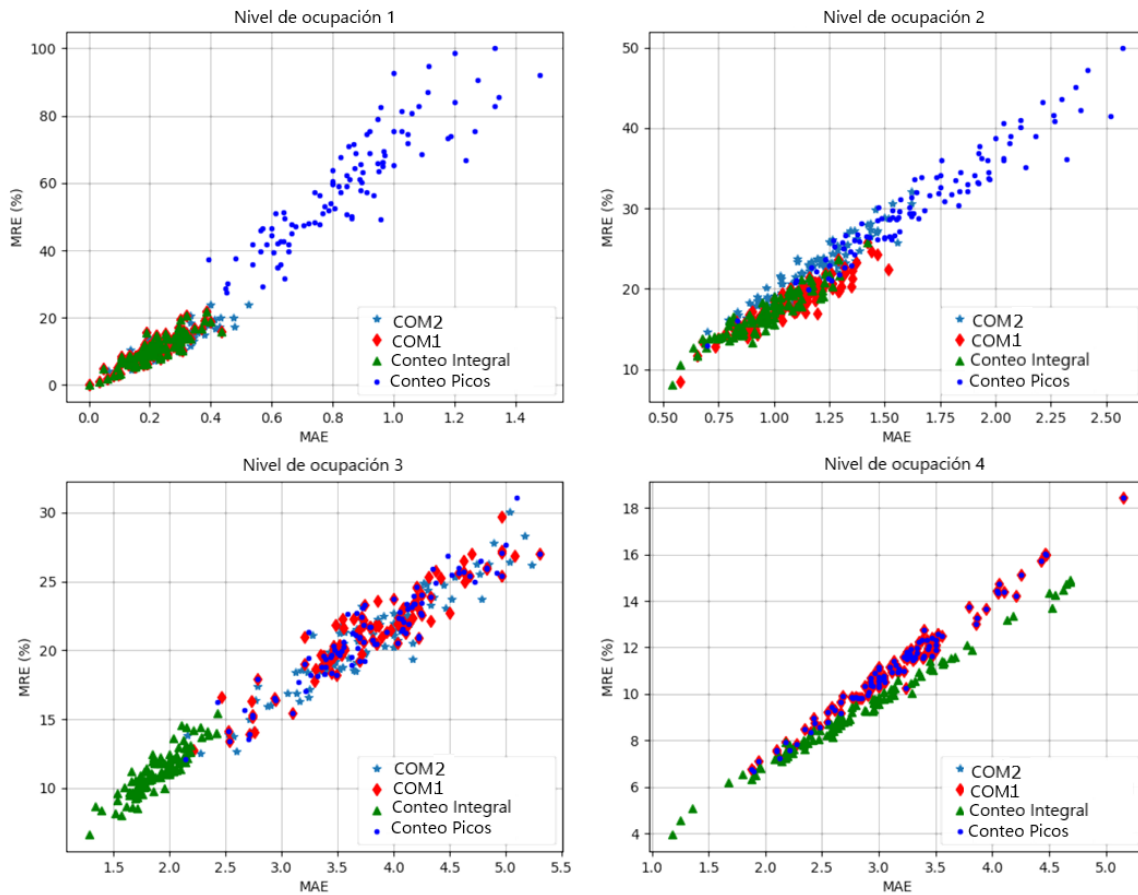 Nivel de ocupación 1
MRE (%)
100
80
60
40
20
0
COM2
COM1
Conteo Integral
Conteo Picos
0.0 0.2 0.4 0.6 0.8 1.0 1.2 1.4
MAE
Nivel de ocupación 2
MRE (%)
50
40
30
20
10
COM2
COM1
Conteo Integral
Conteo Picos
0.50 0.75 1.00 1.25 1.50 1.75 2.00 2.25 2.50
MAE
Nivel de ocupación 3
MRE (%)
30
25
20
15
10
COM2
COM1
Conteo Integral
Conteo Picos
1.5 2.0 2.5 3.0 3.5 4.0 4.5 5.0 5.5
MAE
Nivel de ocupación 4
MRE (%)
18
16
14
12
10
8
6
4
COM2
COM1
Conteo Integral
Conteo Picos
1.0 1.5 2.0 2.5 3.0 3.5 4.0 4.5 5.0
MAE